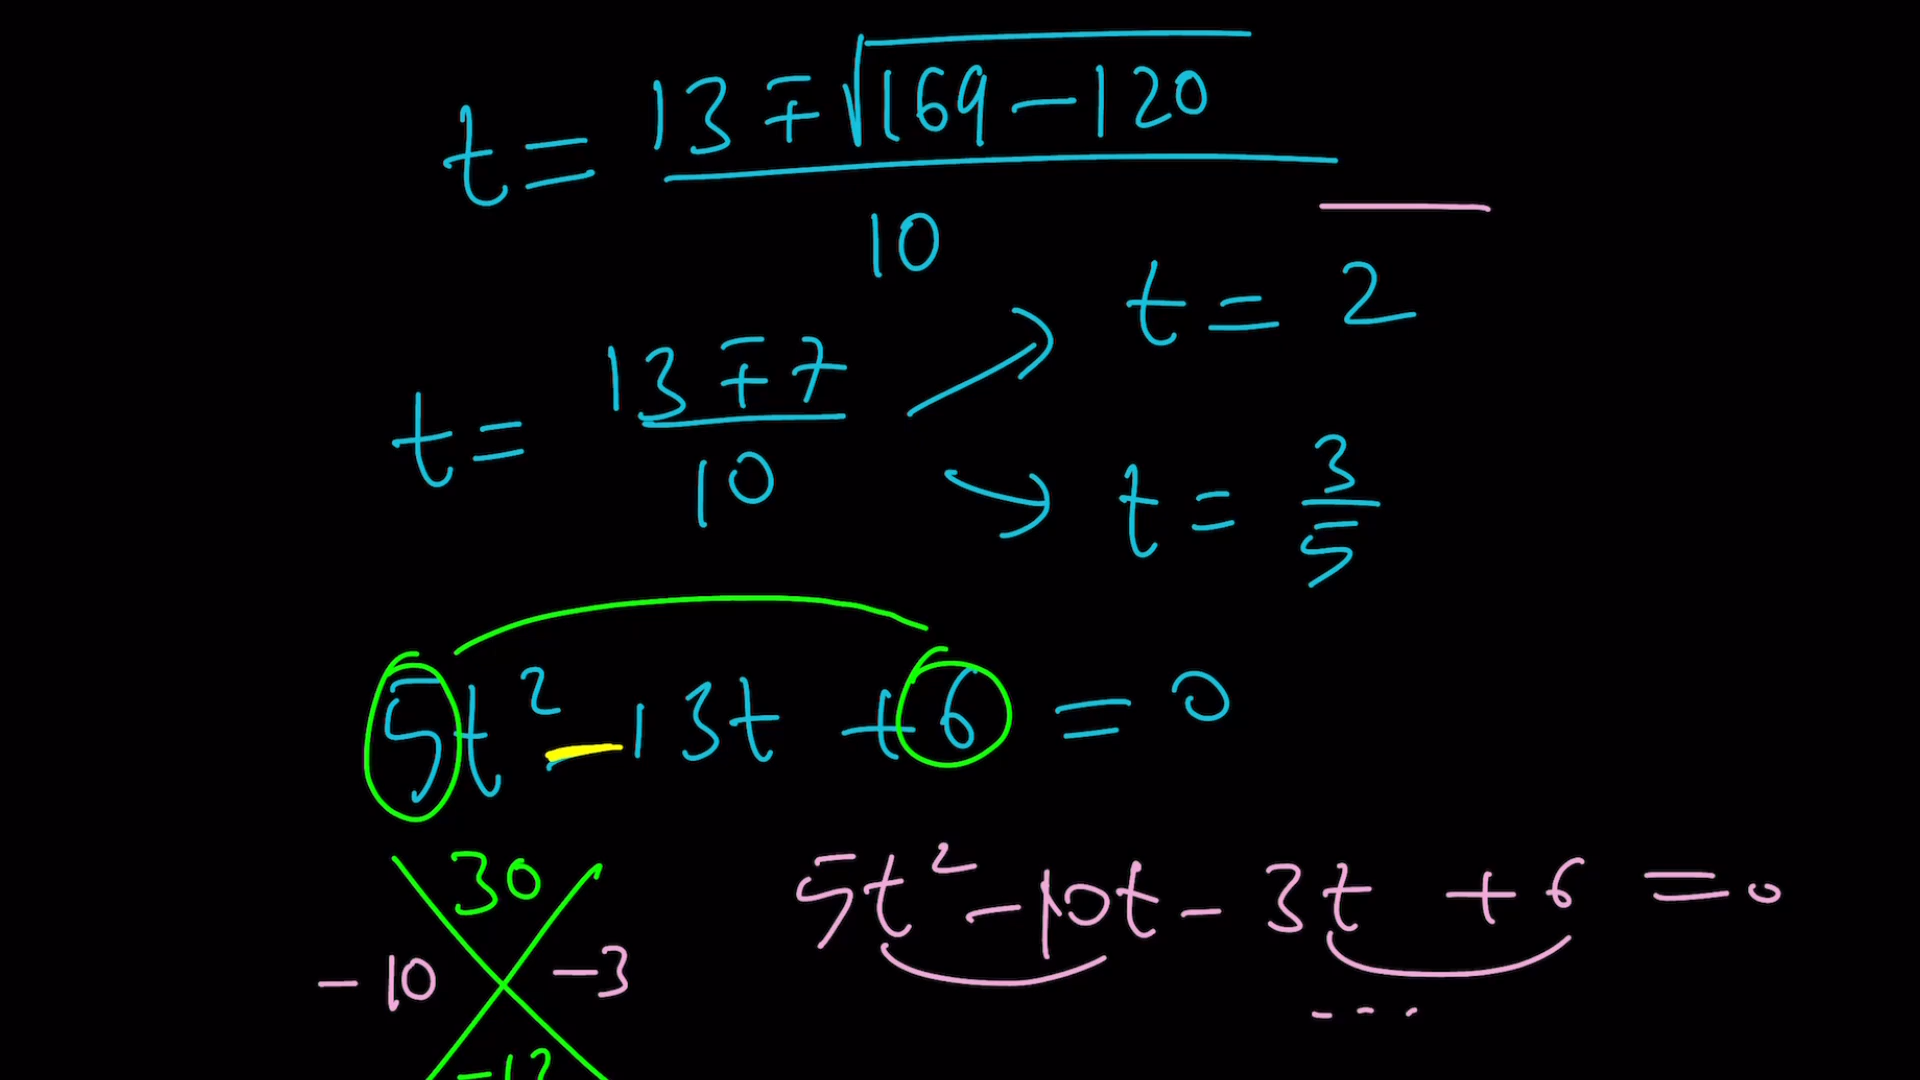 t = (13 ∓ √(169 − 120)) / 10
t = (13 ∓ 7) / 10
t = 2
t = 3/5
5t² − 13t + 6 = 0
30
−10 −3
5t² − 10t − 3t + 6 = 0
...